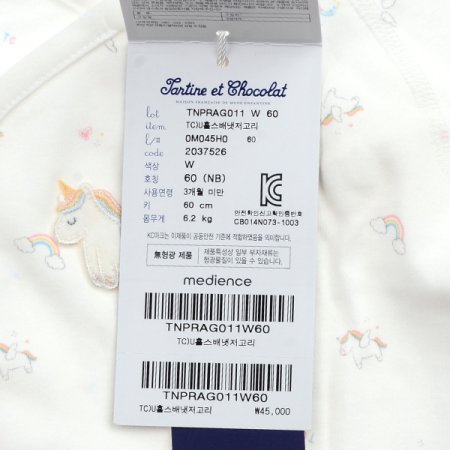 Tartine et Chocolat
MAISON FRANÇAISE DE MODE ENFANTINE
lot TNPRAG011 W 60
item TC)U홀스배냇저고리
l/# 0M045H0 60
code 2037526
색상 W
호칭 60 (NB)
사용연령 3개월 미만
키 60 cm
몸무게 6.2 kg
안전확인신고확인증번호
CB014N073-1003
KC마크는 이제품이 공통안전 기준에 적합하였음을 의미합니다
無형광 제품
제품특성상 일부 부자재류는
형광물질이 있을 수 있습니다.
medience
TNPRAG011W60
TC)U홀스배냇저고리
TNPRAG011W60
TC)U홀스배냇저고리
₩45,000